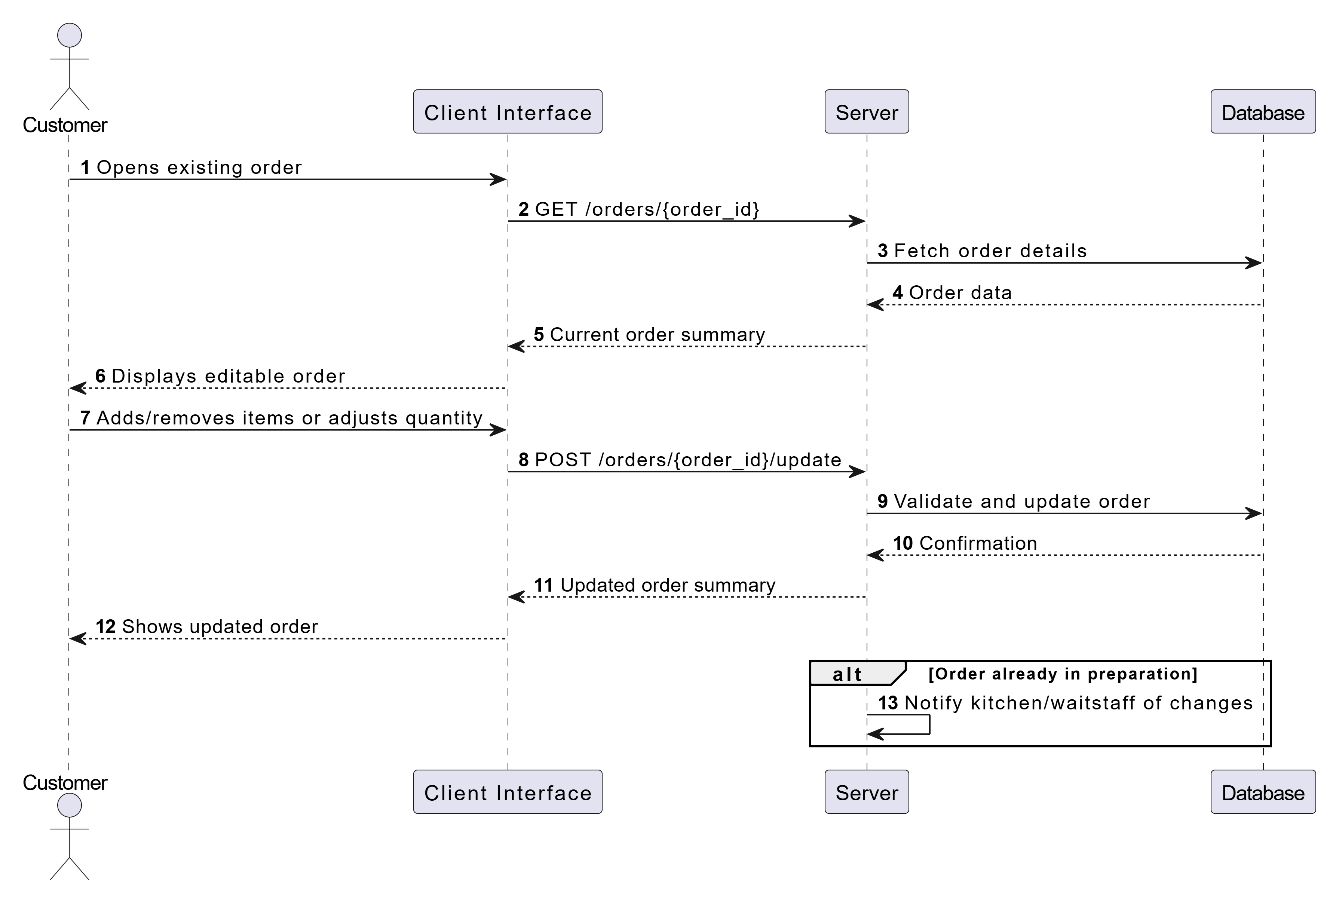 Customer
Client Interface
Server
Database
1 Opens existing order
2 GET /orders/{order_id}
3 Fetch order details
4 Order data
5 Current order summary
6 Displays editable order
7 Adds/removes items or adjusts quantity
8 POST /orders/{order_id}/update
9 Validate and update order
10 Confirmation
11 Updated order summary
12 Shows updated order
alt [Order already in preparation]
13 Notify kitchen/waitstaff of changes
Customer
Client Interface
Server
Database